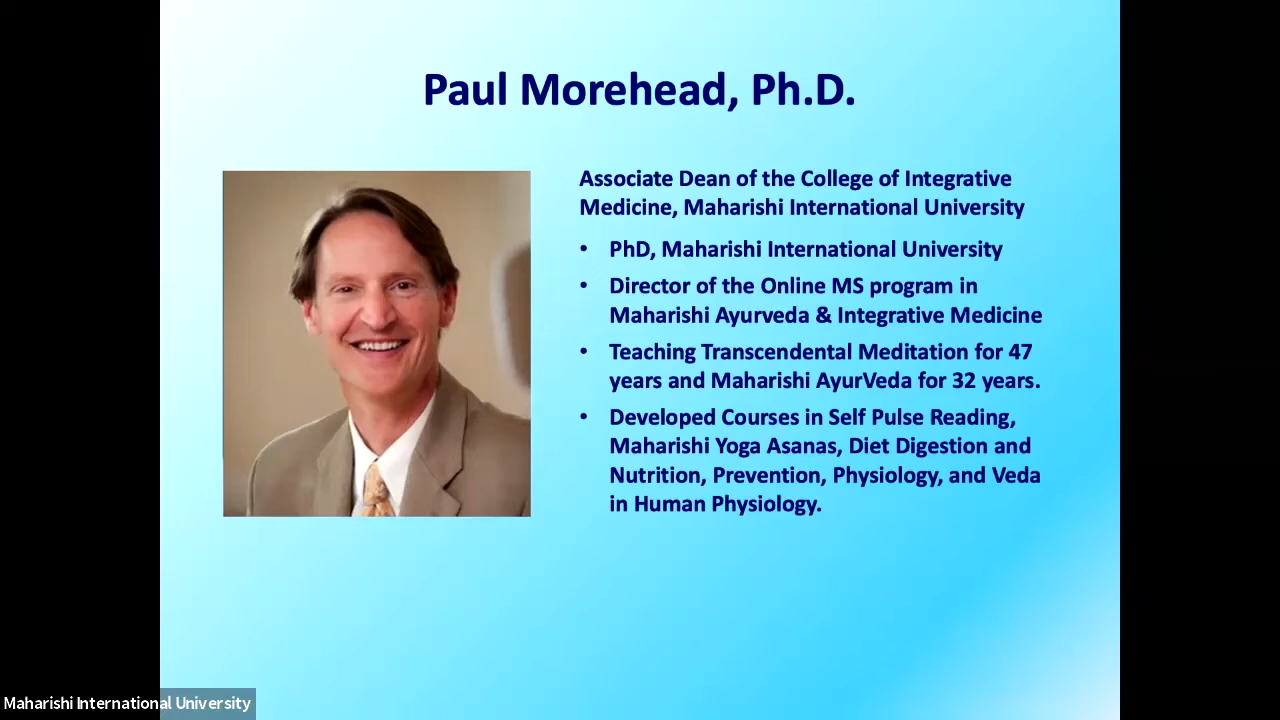 Paul Morehead, Ph.D.
Associate Dean of the College of Integrative
Medicine, Maharishi International University
• PhD, Maharishi International University
• Director of the Online MS program in
Maharishi Ayurveda & Integrative Medicine
• Teaching Transcendental Meditation for 47
years and Maharishi AyurVeda for 32 years.
• Developed Courses in Self Pulse Reading,
Maharishi Yoga Asanas, Diet Digestion and
Nutrition, Prevention, Physiology, and Veda
in Human Physiology.
Maharishi International University